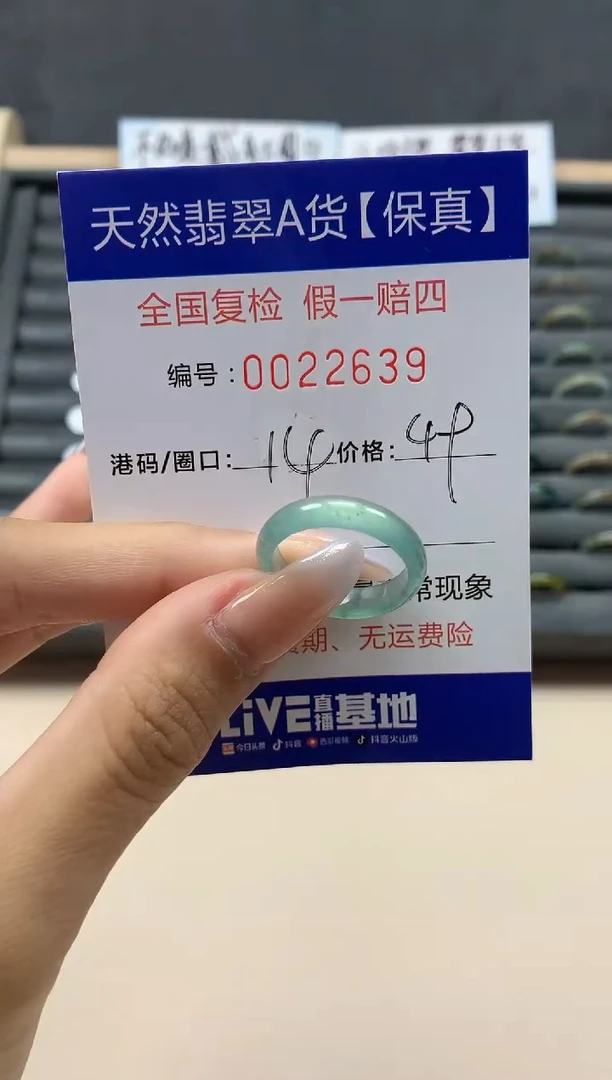 天然翡翠A货【保真】
全国复检 假一赔四
编号:0022639
港码/圈口: 14 价格: 49
常现象
期、无运费险
LiVE直播基地
今日头条 抖音 西瓜视频 抖音火山版